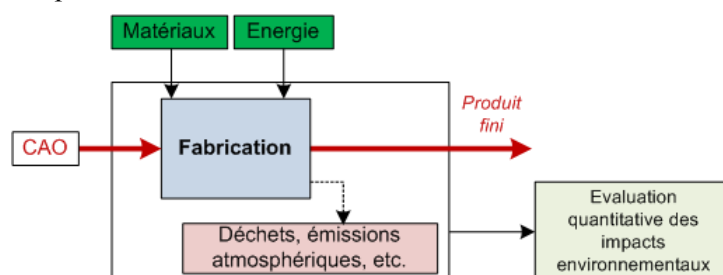 Matériaux
Energie
Produit
fini
CAO
Fabrication
Déchets, émissions
atmosphériques, etc.
Evaluation
quantitative des
impacts
environnementaux